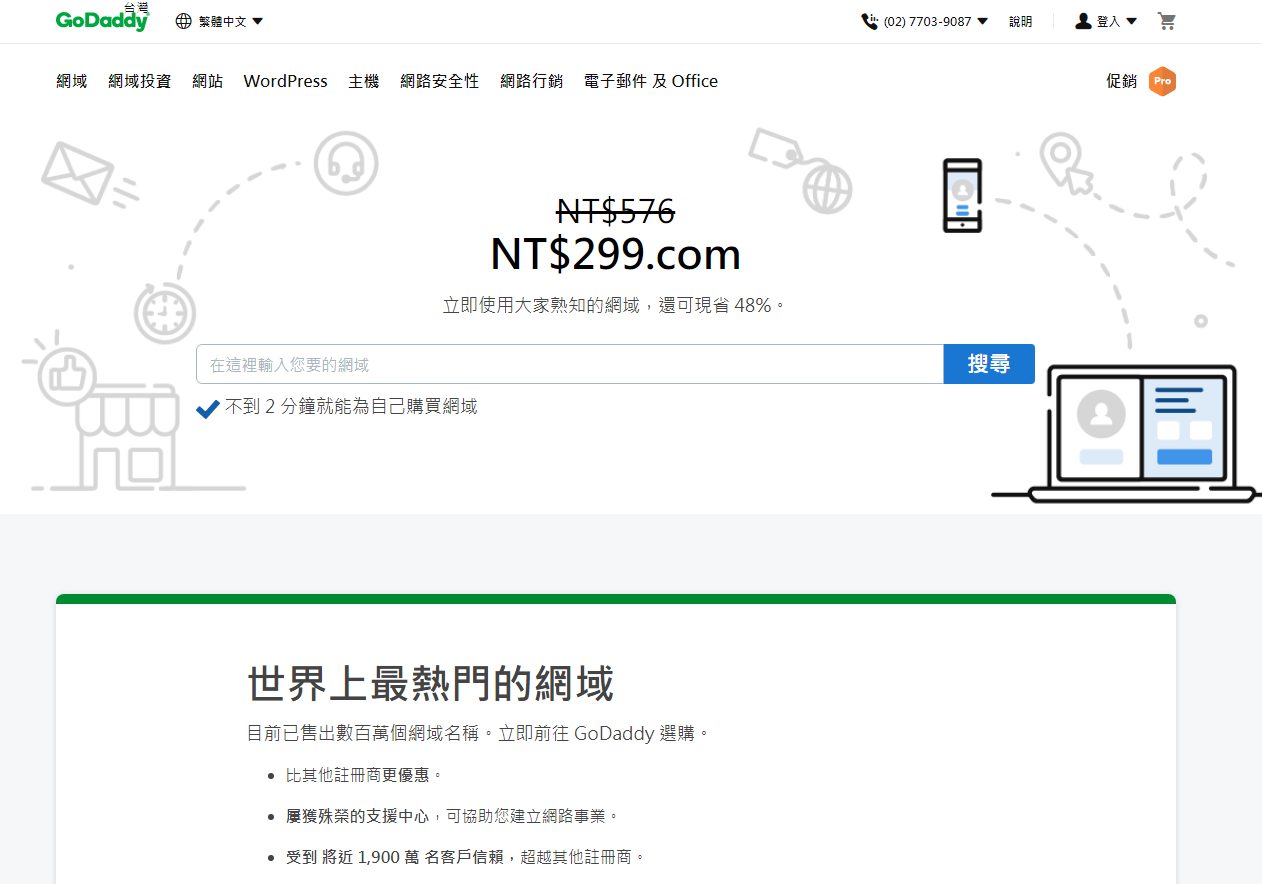 GoDaddy 台灣 繁體中文 (02) 7703-9087 說明 登入
網域 網域投資 網站 WordPress 主機 網路安全性 網路行銷 電子郵件 及 Office 促銷 Pro
NT$576
NT$299.com
立即使用大家熟知的網域，還可現省 48%。
在這裡輸入您要的網域 搜尋
不到 2 分鐘就能為自己購買網域
世界上最熱門的網域
目前已售出數百萬個網域名稱。立即前往 GoDaddy 選購。
比其他註冊商更優惠。
屢獲殊榮的支援中心，可協助您建立網路事業。
受到 將近 1,900 萬 名客戶信賴，超越其他註冊商。